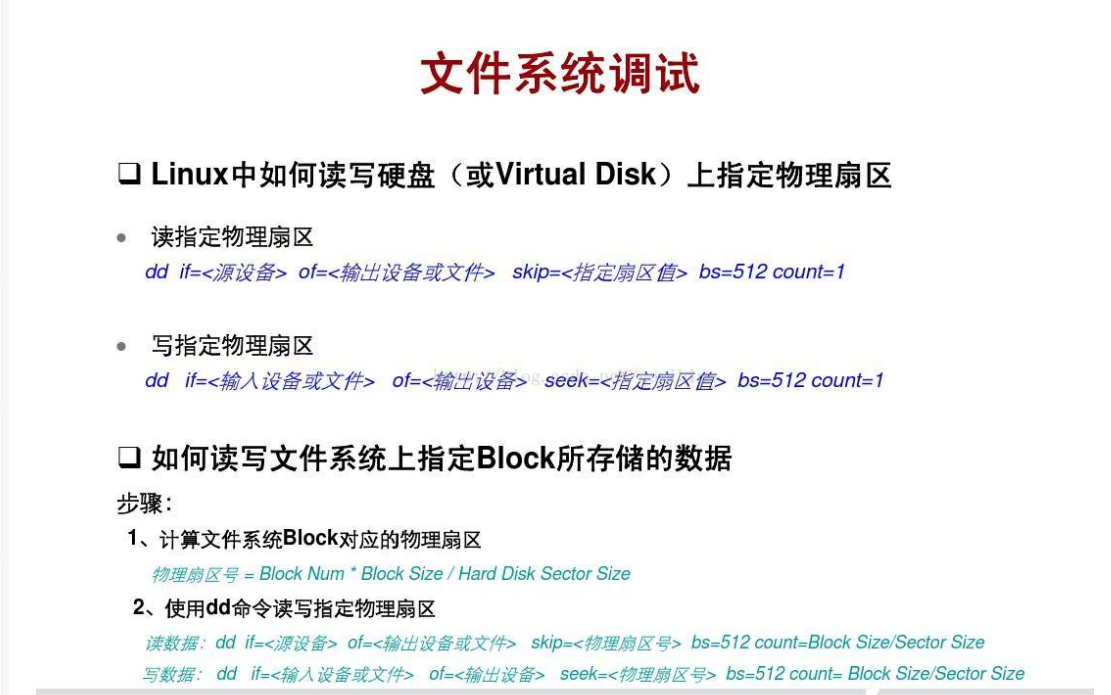 文件系统调试
❑ Linux中如何读写硬盘（或Virtual Disk）上指定物理扇区
• 读指定物理扇区
dd if=<源设备> of=<输出设备或文件> skip=<指定扇区值> bs=512 count=1
• 写指定物理扇区
dd if=<输入设备或文件> of=<输出设备> seek=<指定扇区值> bs=512 count=1
❑ 如何读写文件系统上指定Block所存储的数据
步骤：
1、计算文件系统Block对应的物理扇区
物理扇区号 = Block Num * Block Size / Hard Disk Sector Size
2、使用dd命令读写指定物理扇区
读数据：dd if=<源设备> of=<输出设备或文件> skip=<物理扇区号> bs=512 count=Block Size/Sector Size
写数据： dd if=<输入设备或文件> of=<输出设备> seek=<物理扇区号> bs=512 count= Block Size/Sector Size